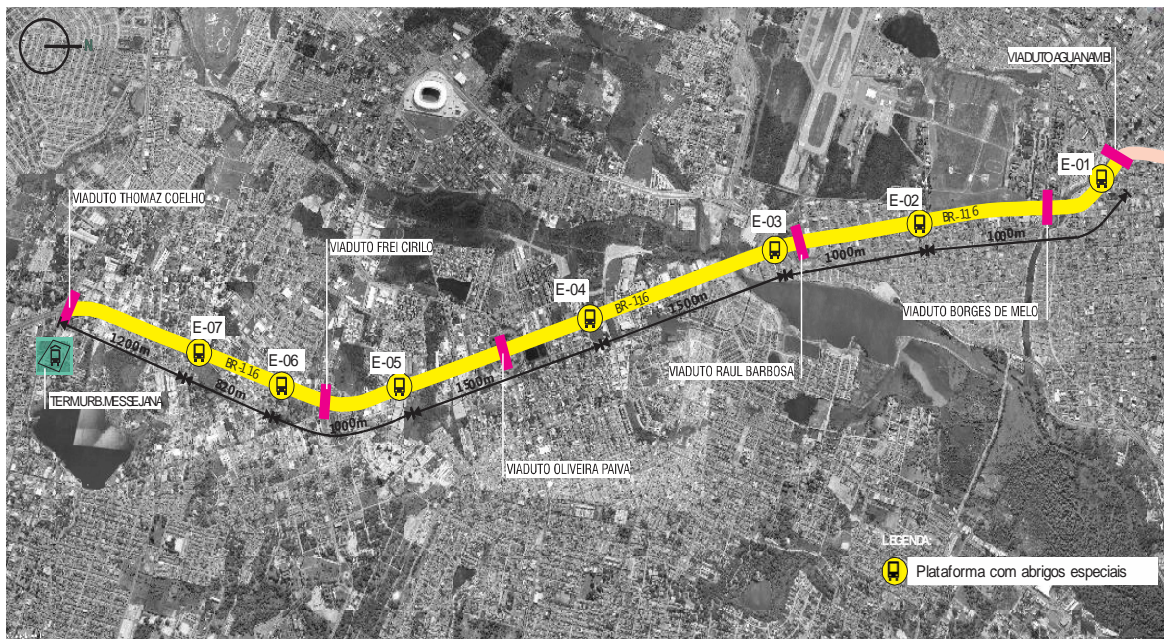 N
VIADUTO AGUANAMBI
E-01
VIADUTO THOMAZ COELHO
E-02
BR-116
E-03
VIADUTO FREI CIRILO
1000m
1000m
E-04
BR-116
1500m
VIADUTO BORGES DE MELO
E-07
1200m
BR-116
E-06
E-05
VIADUTO RAUL BARBOSA
820m
1500m
TERM.URB.MESSEJANA
1000m
VIADUTO OLIVEIRA PAIVA
LEGENDA:
Plataforma com abrigos especiais